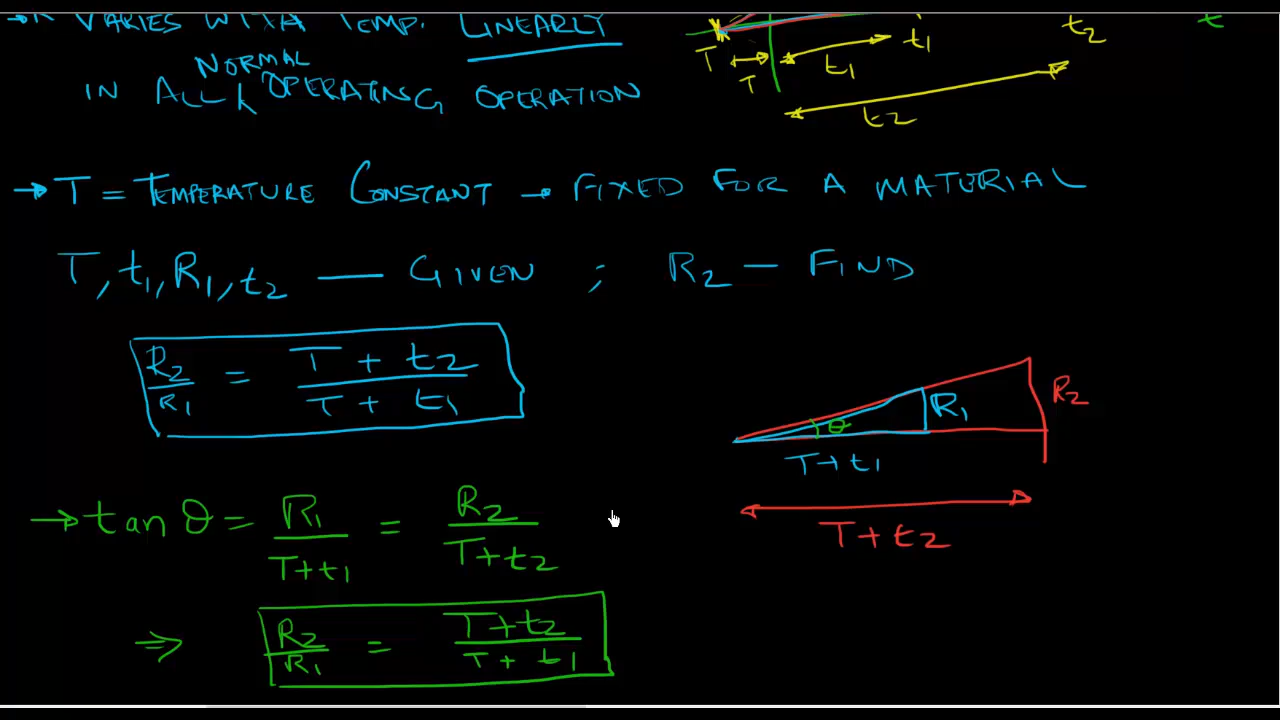 → R VARIES WITH TEMP. LINEARLY
NORMAL
IN ALL OPERATING OPERATION
T T t1 t1 t2 t
t2
→ T = TEMPERATURE CONSTANT → FIXED FOR A MATERIAL
T, t1, R1, t2 — GIVEN ; R2 — FIND
R2/R1 = T + t2 / T + t1
R1 R2
θ
T+t1
T+t2
→ tan θ = R1/T+t1 = R2/T+t2
⇒ R2/R1 = T+t2 / T+t1